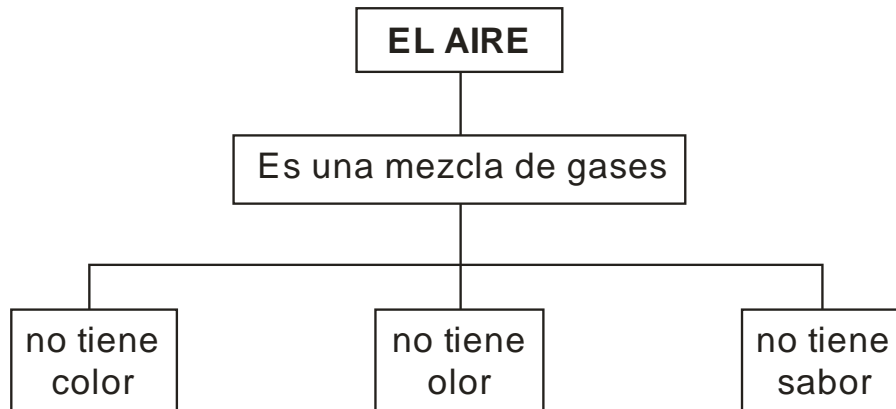 EL AIRE
Es una mezcla de gases
no tiene
color
no tiene
olor
no tiene
sabor